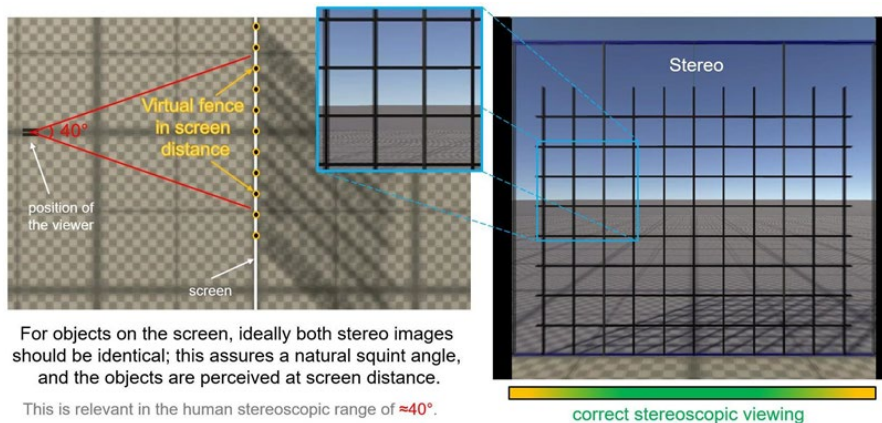 Virtual fence
in screen
distance
40°
position of
the viewer
screen
Stereo
For objects on the screen, ideally both stereo images
should be identical; this assures a natural squint angle,
and the objects are perceived at screen distance.
This is relevant in the human stereoscopic range of ≈40°.
correct stereoscopic viewing